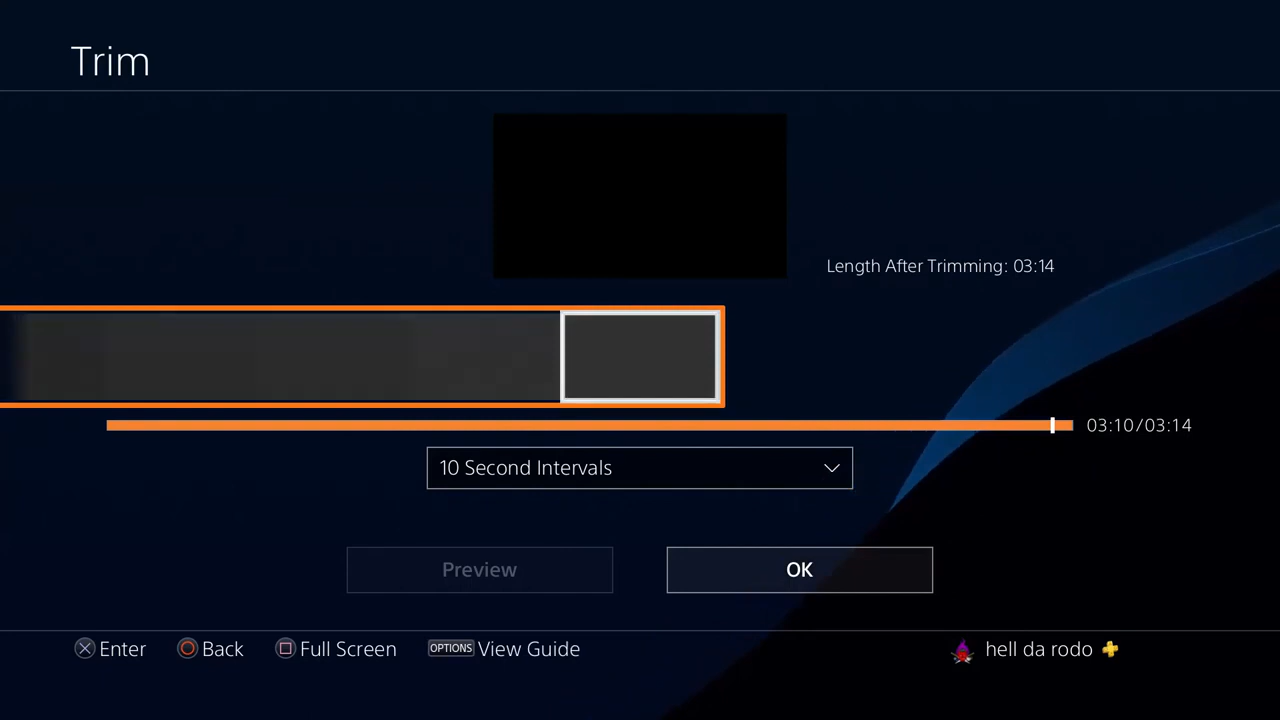 Trim
Length After Trimming: 03:14
03:10/03:14
10 Second Intervals
Preview
OK
Enter Back Full Screen OPTIONS View Guide hell da rodo